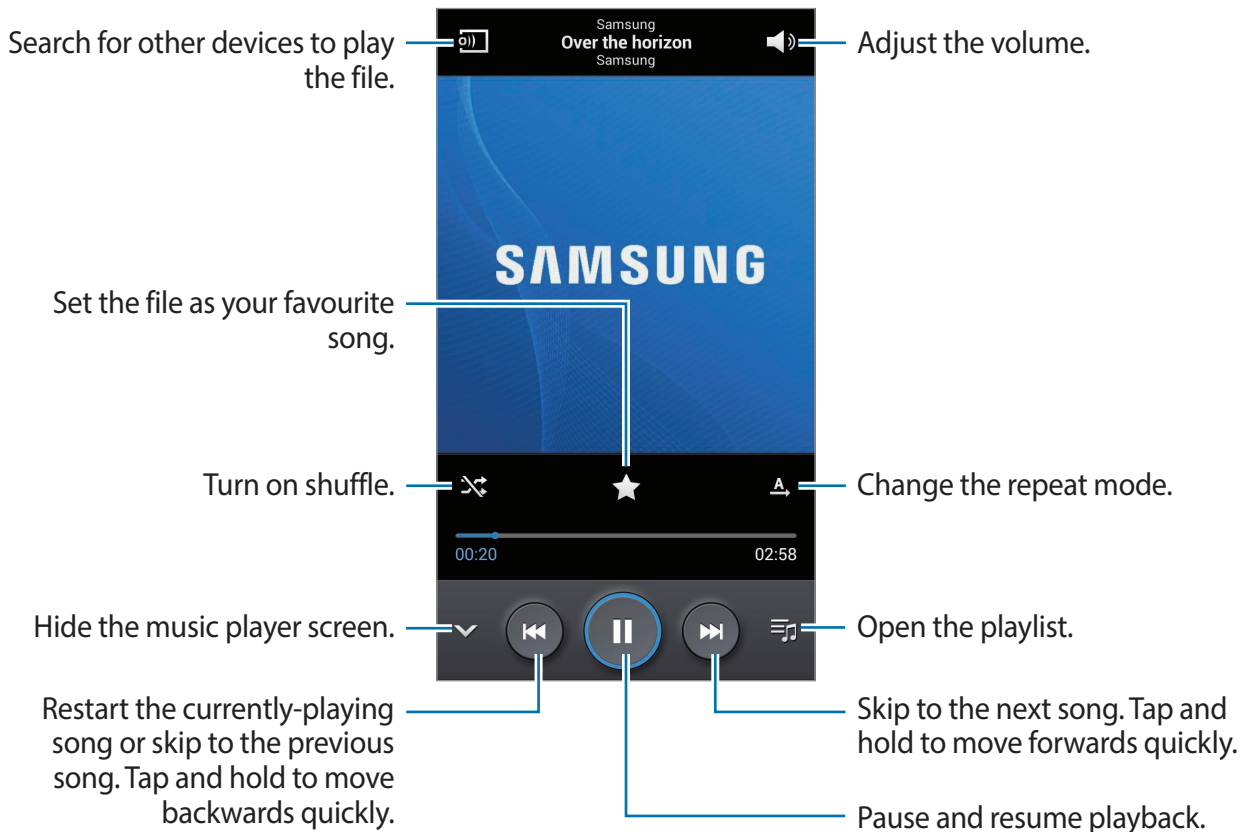 Search for other devices to play
the file.
Samsung
Over the horizon
Samsung
Adjust the volume.
SAMSUNG
Set the file as your favourite
song.
Turn on shuffle.
A
Change the repeat mode.
00:20
02:58
Hide the music player screen.
Open the playlist.
Restart the currently-playing
song or skip to the previous
song. Tap and hold to move
backwards quickly.
Skip to the next song. Tap and
hold to move forwards quickly.
Pause and resume playback.